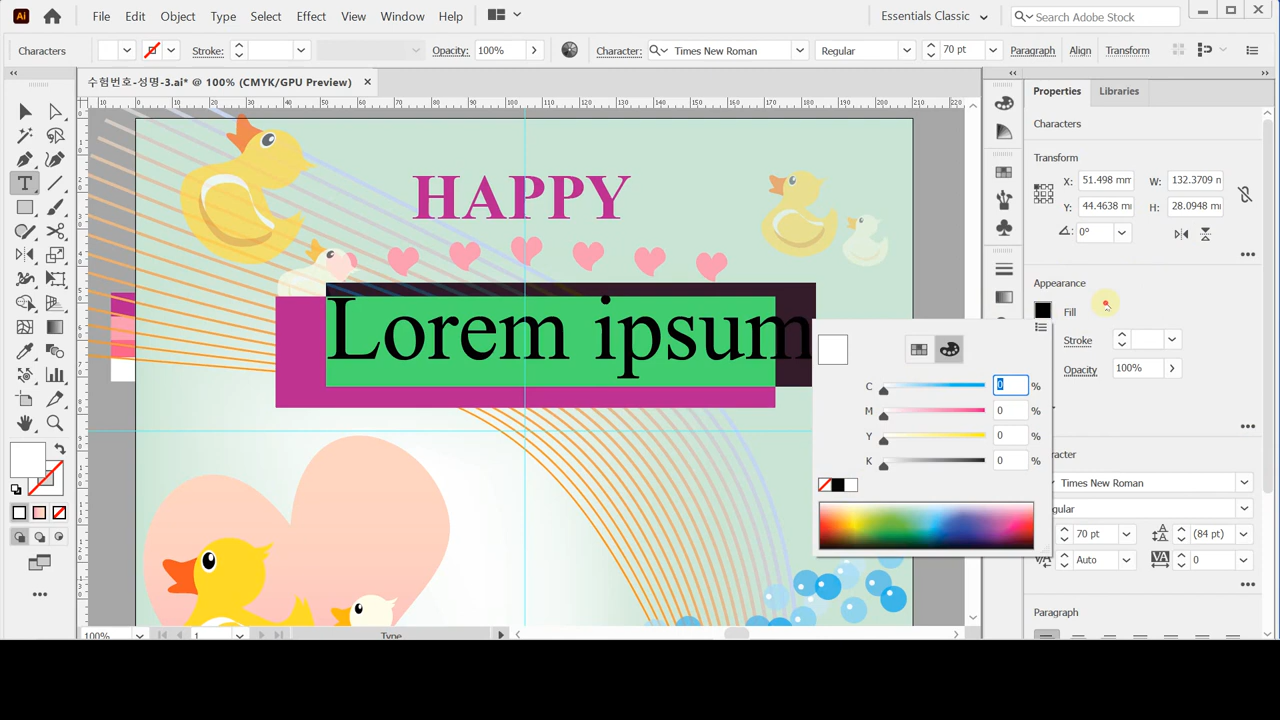 File Edit Object Type Select Effect View Window Help
Essentials Classic
Search Adobe Stock
Characters
Stroke:
Opacity: 100%
Character: Times New Roman
Regular
70 pt
Paragraph Align Transform
수험번호-성명-3.ai* @ 100% (CMYK/GPU Preview)
Properties Libraries
Characters
Transform
X: 51.498 mm W: 132.3709 m
Y: 44.4638 mm H: 28.0948 m
0°
Appearance
Fill
Stroke
Opacity 100%
HAPPY
Lorem ipsum
C 0 %
M 0 %
Y 0 %
K 0 %
Times New Roman
70 pt (84 pt)
Auto 0
Paragraph
100% 1 Type